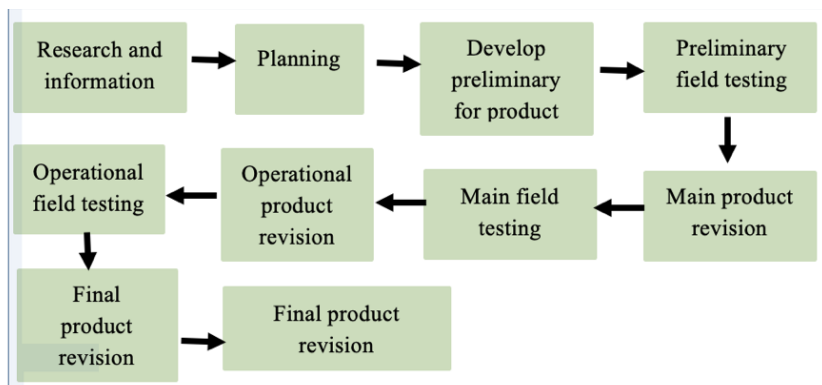 Research and
information
Planning
Develop
preliminary
for product
Preliminary
field testing
Main product
revision
Main field
testing
Operational
product
revision
Operational
field testing
Final
product
revision
Final product
revision